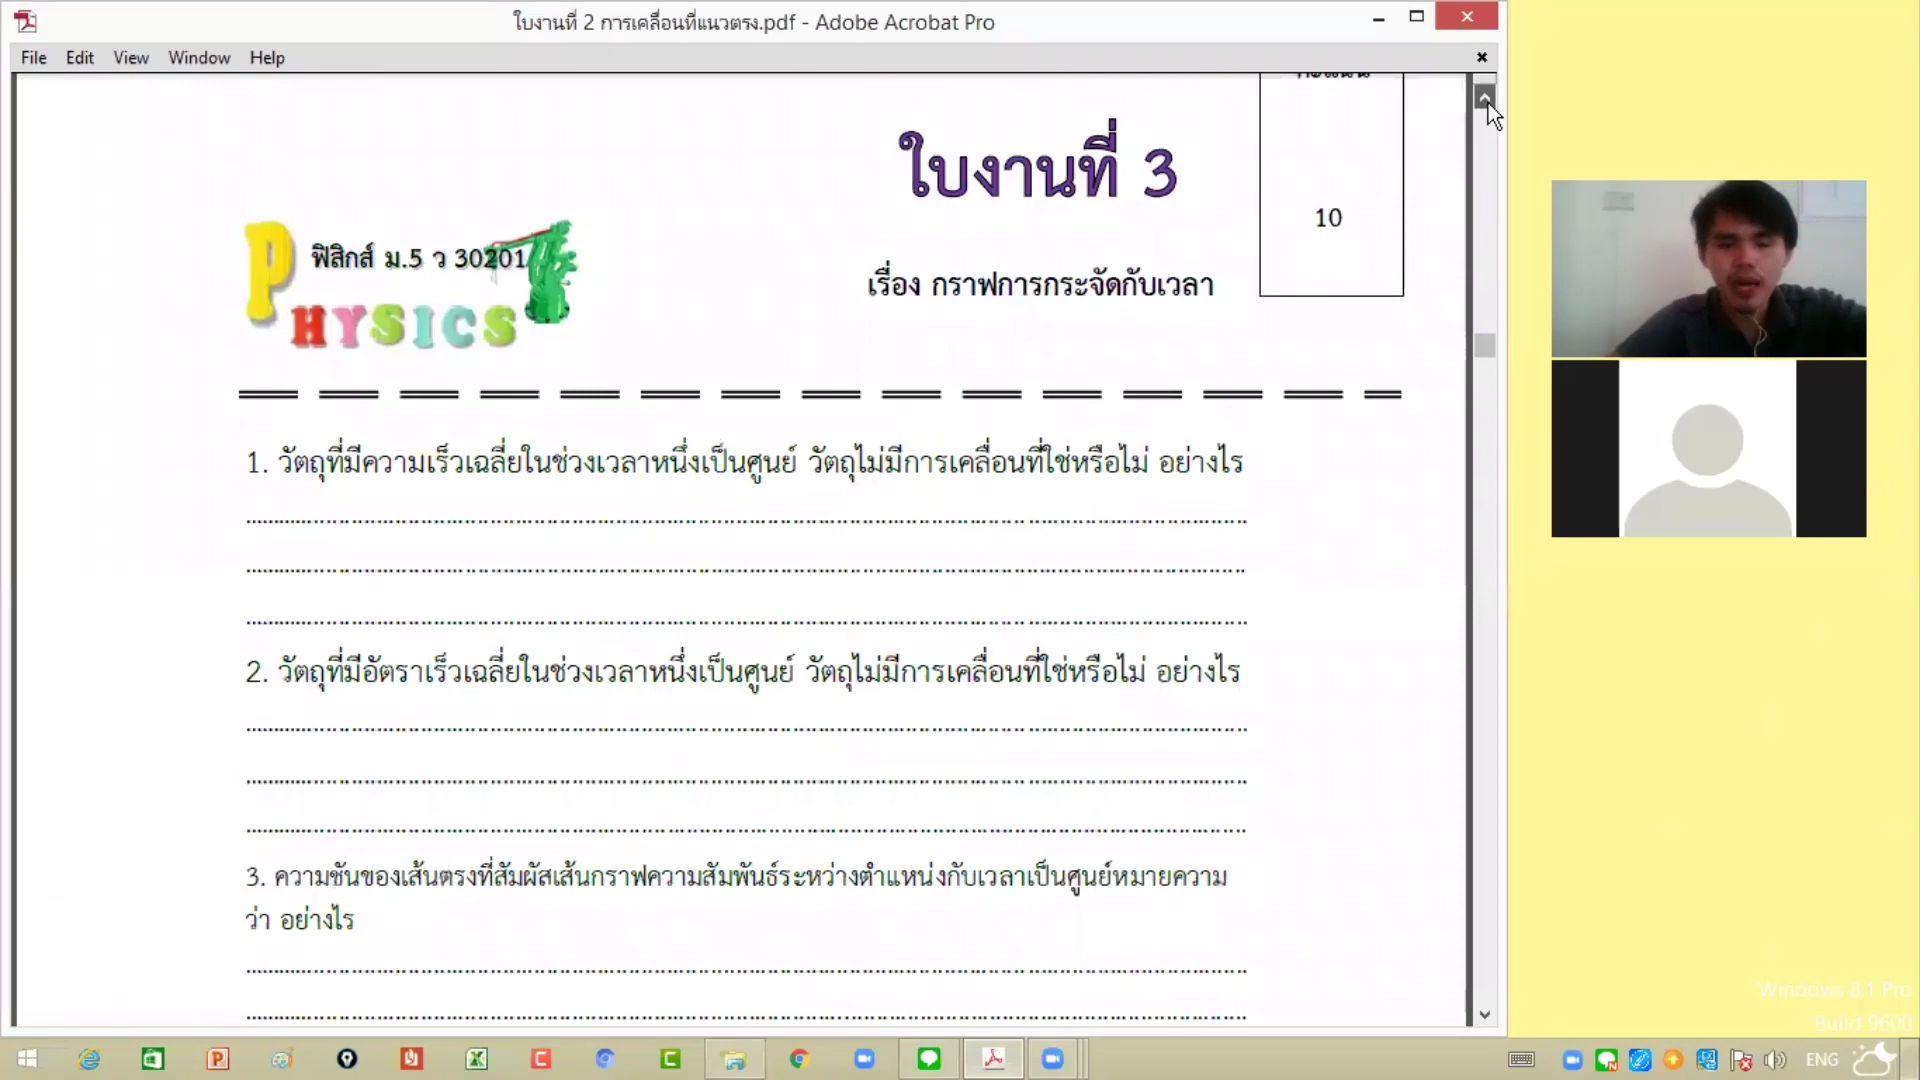 ใบงานที่ 2 การเคลื่อนที่แนวตรง.pdf - Adobe Acrobat Pro
File Edit View Window Help
คะแนน
ใบงานที่ 3
10
ฟิสิกส์ ม.5 ว 30201
PHYSICS
เรื่อง กราฟการกระจัดกับเวลา
1. วัตถุที่มีความเร็วเฉลี่ยในช่วงเวลาหนึ่งเป็นศูนย์ วัตถุไม่มีการเคลื่อนที่ใช่หรือไม่ อย่างไร
2. วัตถุที่มีอัตราเร็วเฉลี่ยในช่วงเวลาหนึ่งเป็นศูนย์ วัตถุไม่มีการเคลื่อนที่ใช่หรือไม่ อย่างไร
3. ความชันของเส้นตรงที่สัมผัสเส้นกราฟความสัมพันธ์ระหว่างตำแหน่งกับเวลาเป็นศูนย์หมายความ
ว่า อย่างไร
Windows 8.1 Pro
Build 9600
ENG